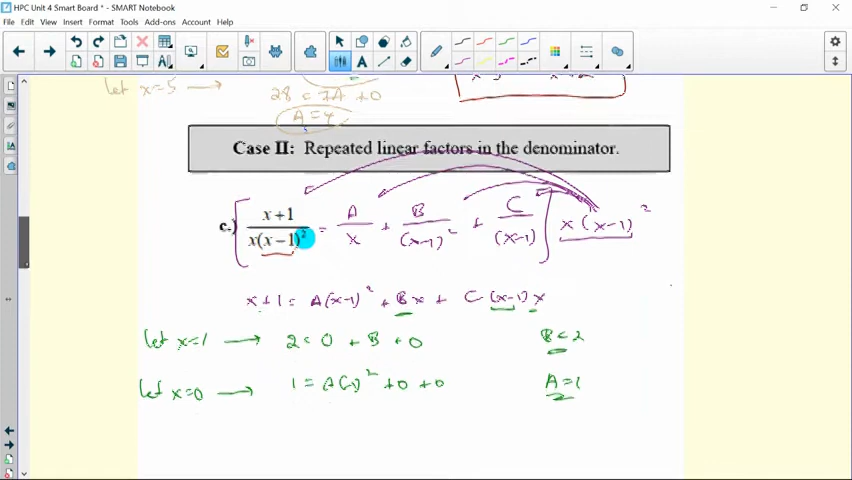 HPC Unit 4 Smart Board * - SMART Notebook
File Edit View Insert Format Tools Add-ons Account Help
let x=5 → 28 = 7A + 0
A = 4
Case II: Repeated linear factors in the denominator.
c.) [ x+1 / x(x−1)² = A / x + B / (x−1)² + C / (x−1) ] x(x−1)²
x+1 = A(x−1)² + Bx + C(x−1)x
let x=1 → 2 = 0 + B + 0 B = 2
let x=0 → 1 = A(-1)² + 0 + 0 A = 1